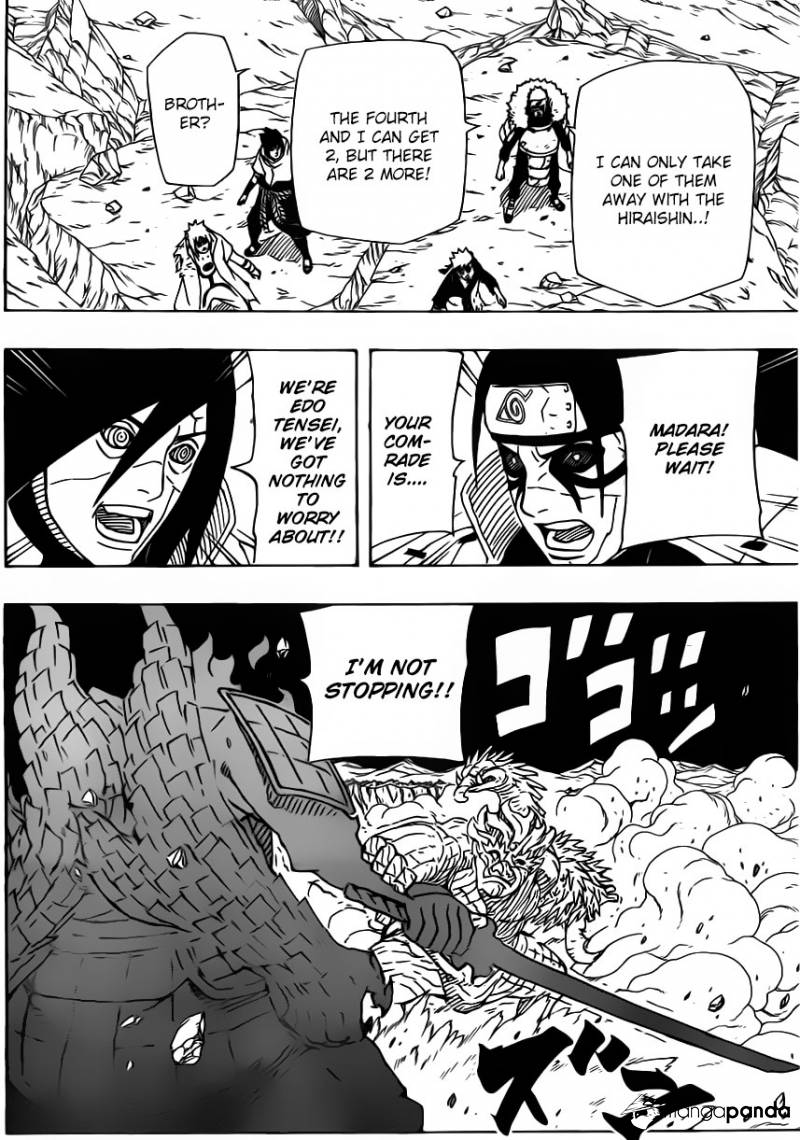 I CAN ONLY TAKE
ONE OF THEM
AWAY WITH THE
HIRAISHIN..!
THE FOURTH
AND I CAN GET
2, BUT THERE
ARE 2 MORE!
BROTH-
ER?
MADARA!
PLEASE
WAIT!
YOUR
COM-
RADE
IS....
WE'RE
EDO
TENSEI,
WE'VE
GOT
NOTHING
TO
WORRY
ABOUT!!
I'M NOT
STOPPING!!
ゴゴゴ
ズズ
mangapanda